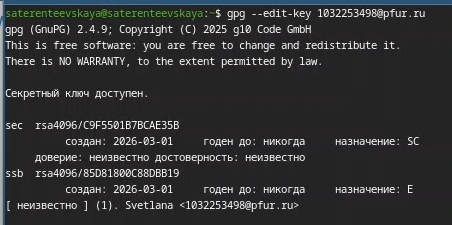 saterenteevskaya@saterenteevskaya:~$ gpg --edit-key 1032253498@pfur.ru
gpg (GnuPG) 2.4.9; Copyright (C) 2025 g10 Code GmbH
This is free software: you are free to change and redistribute it.
There is NO WARRANTY, to the extent permitted by law.
Секретный ключ доступен.
sec  rsa4096/C9F5501B7BCAE35B
     создан: 2026-03-01     годен до: никогда     назначение: SC
     доверие: неизвестно достоверность: неизвестно
ssb  rsa4096/85D81800C88DBB19
     создан: 2026-03-01     годен до: никогда     назначение: E
[ неизвестно ] (1). Svetlana <1032253498@pfur.ru>